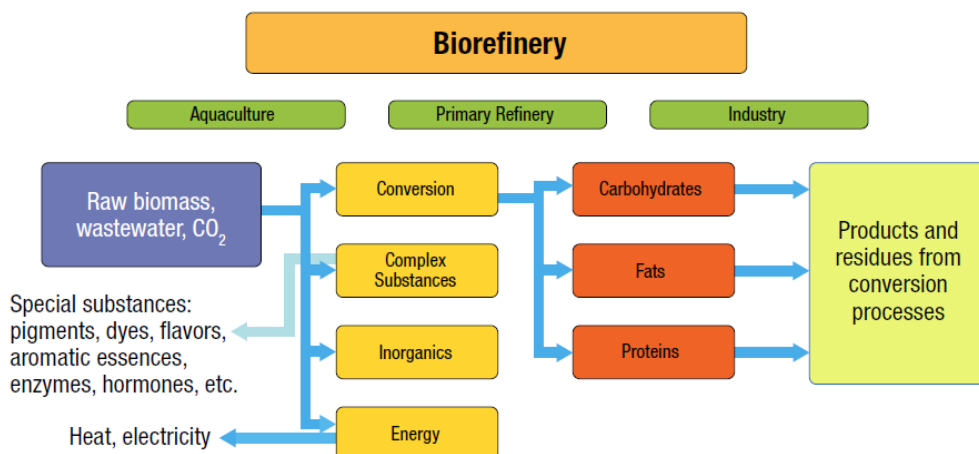 Biorefinery
Aquaculture
Primary Refinery
Industry
Raw biomass,
wastewater, CO₂
Conversion
Carbohydrates
Products and
residues from
conversion
processes
Complex
Substances
Fats
Special substances:
pigments, dyes, flavors,
aromatic essences,
enzymes, hormones, etc.
Inorganics
Proteins
Heat, electricity
Energy